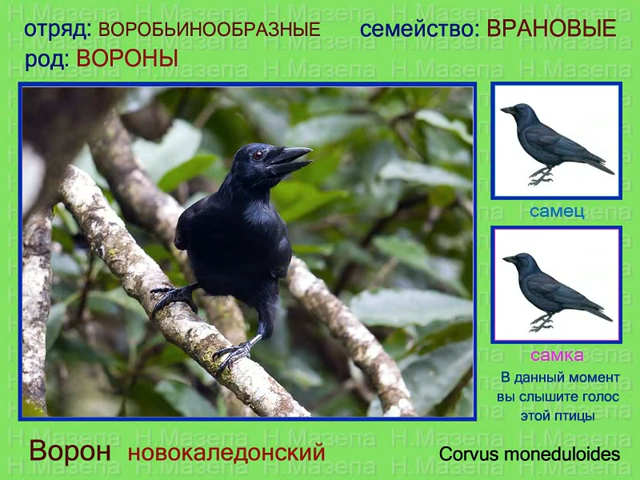 отряд: ВОРОБЬИНООБРАЗНЫЕ семейство: ВРАНОВЫЕ
род: ВОРОНЫ
самец
самка
В данный момент
вы слышите голос
этой птицы
Ворон новокаледонский Corvus moneduloides
Н.Мазепа